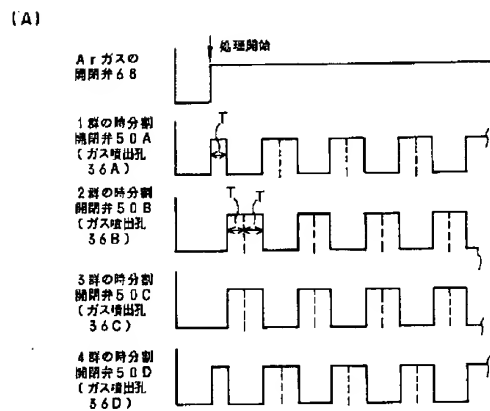 (A)
処理開始
Arガスの
開閉弁68
1群の時分割
開閉弁50A
(ガス噴出孔
36A)
T
2群の時分割
開閉弁50B
(ガス噴出孔
36B)
T T
3群の時分割
開閉弁50C
(ガス噴出孔
36C)
4群の時分割
開閉弁50D
(ガス噴出孔
36D)